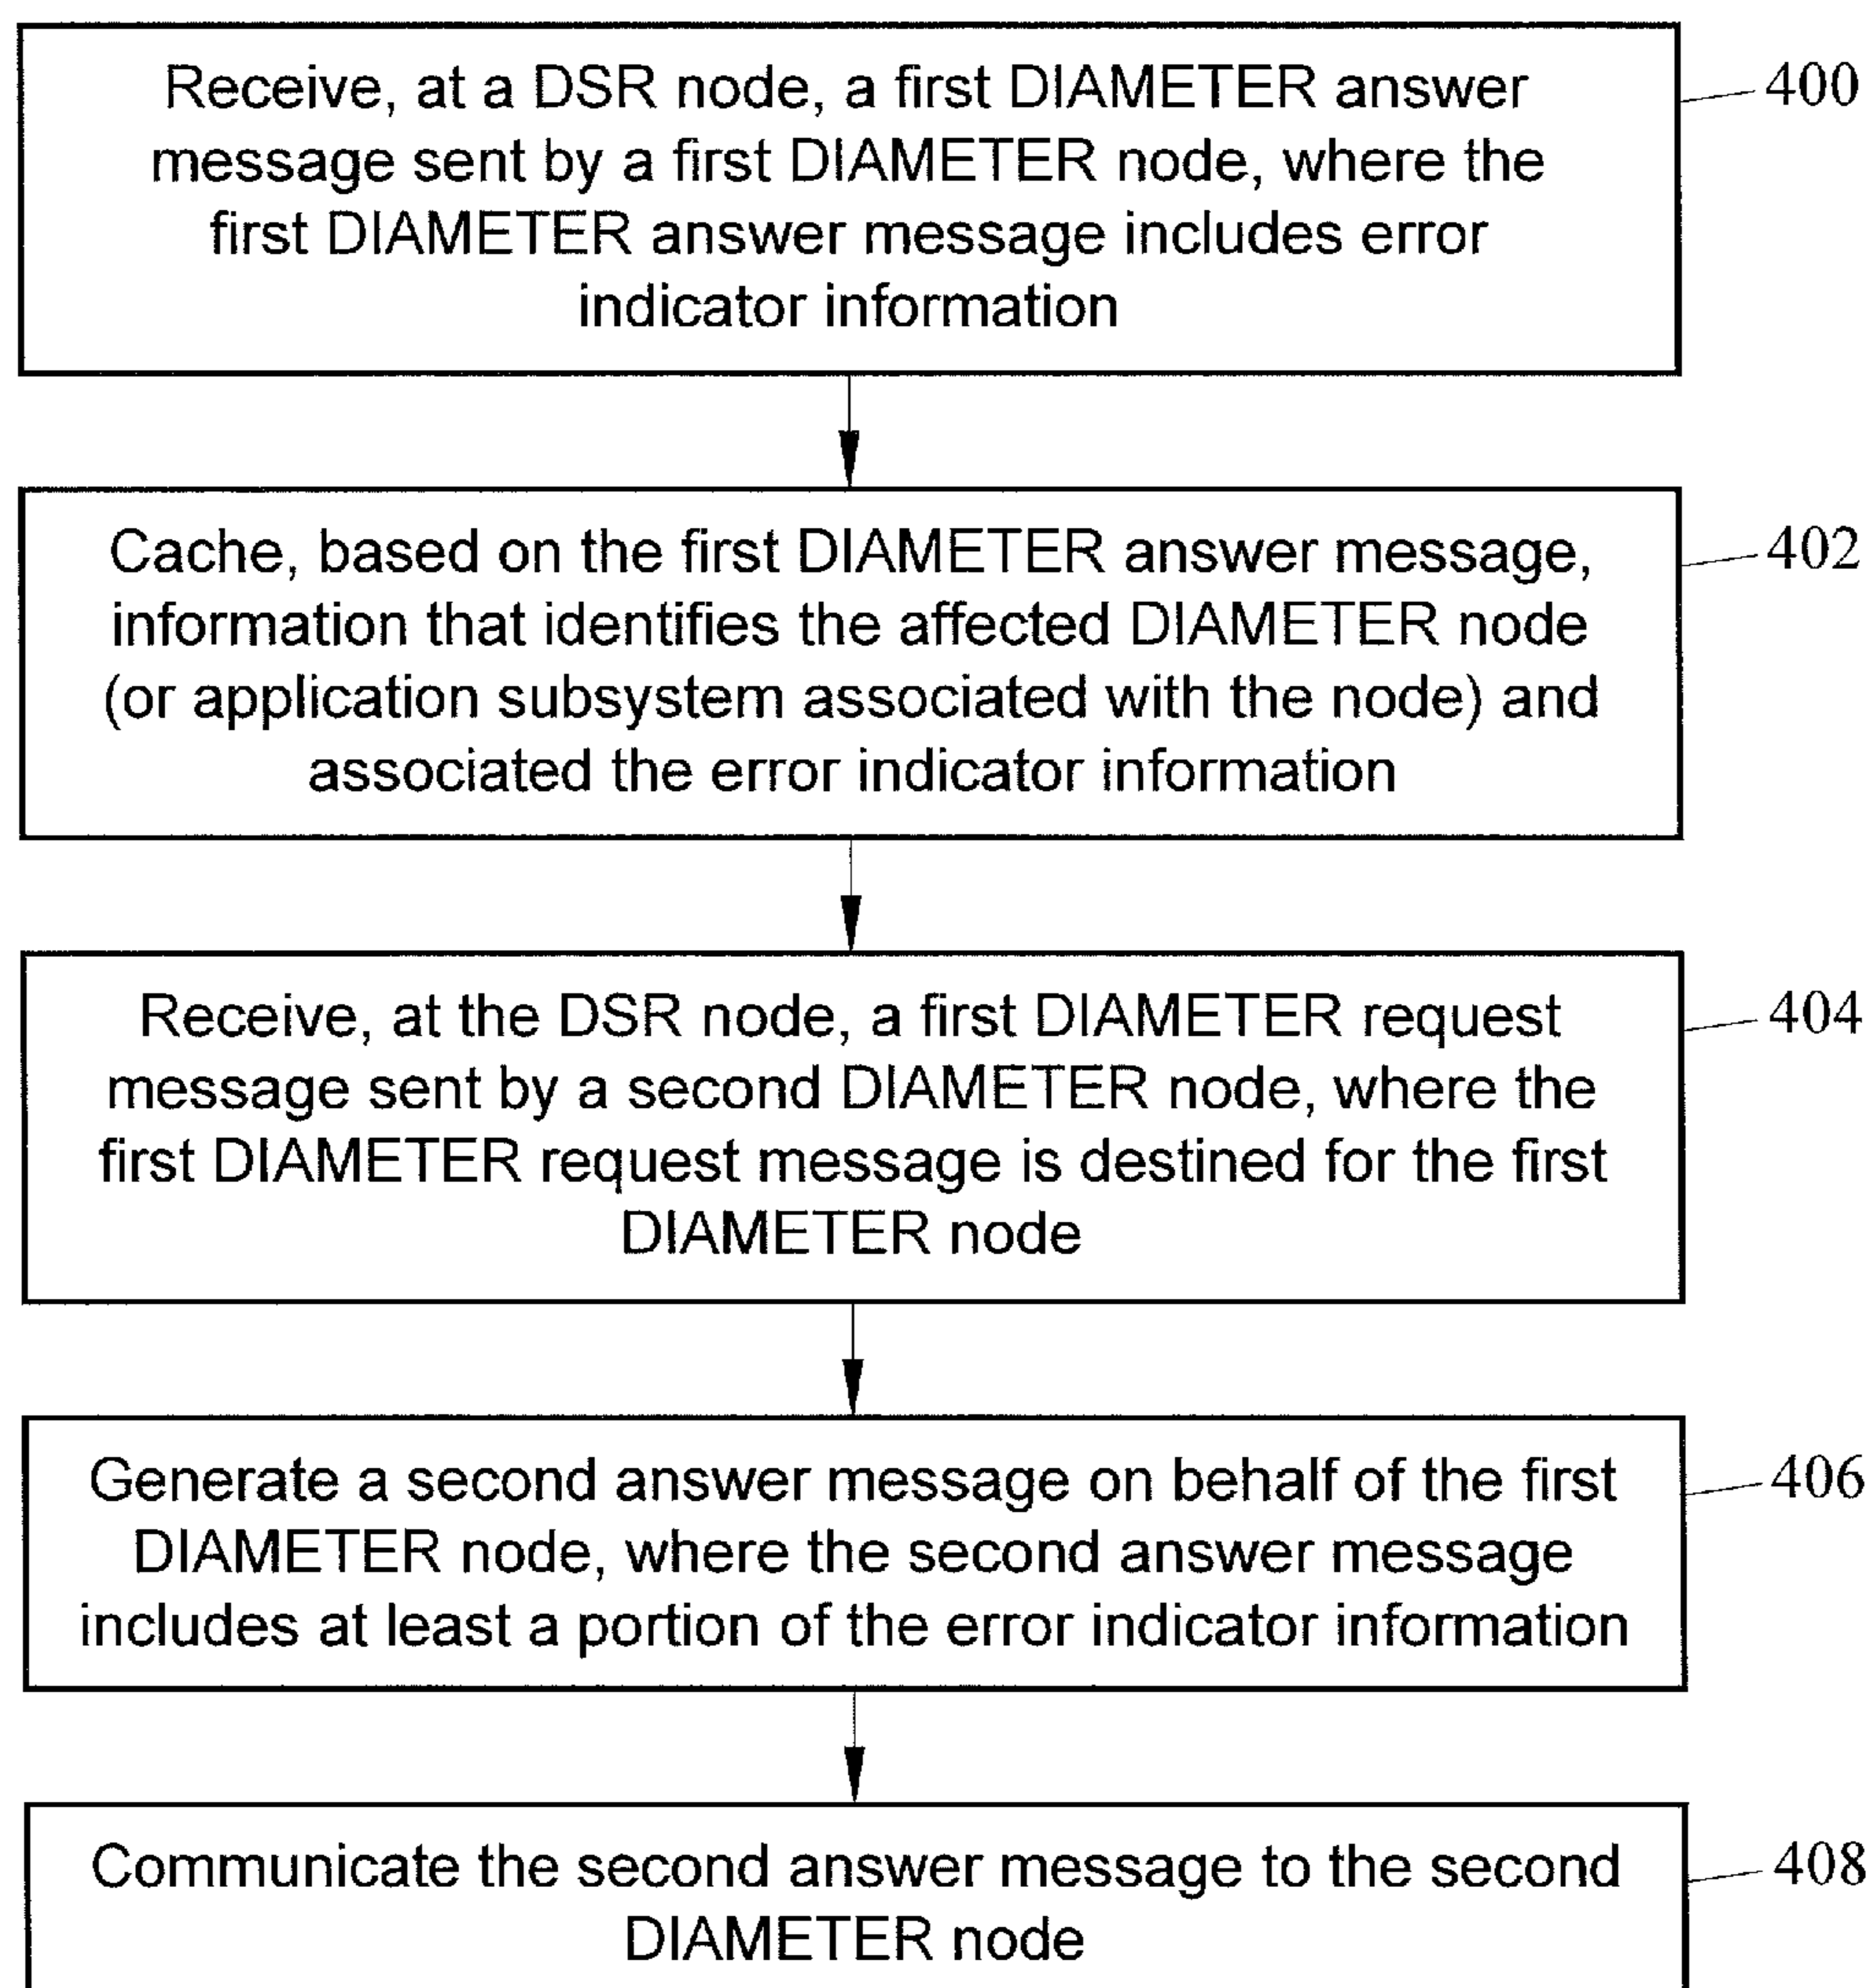 Receive, at a DSR node, a first DIAMETER answer
message sent by a first DIAMETER node, where the
first DIAMETER answer message includes error
indicator information
400
Cache, based on the first DIAMETER answer message,
information that identifies the affected DIAMETER node
(or application subsystem associated with the node) and
associated the error indicator information
402
Receive, at the DSR node, a first DIAMETER request
message sent by a second DIAMETER node, where the
first DIAMETER request message is destined for the first
DIAMETER node
404
Generate a second answer message on behalf of the first
DIAMETER node, where the second answer message
includes at least a portion of the error indicator information
406
Communicate the second answer message to the second
DIAMETER node
408